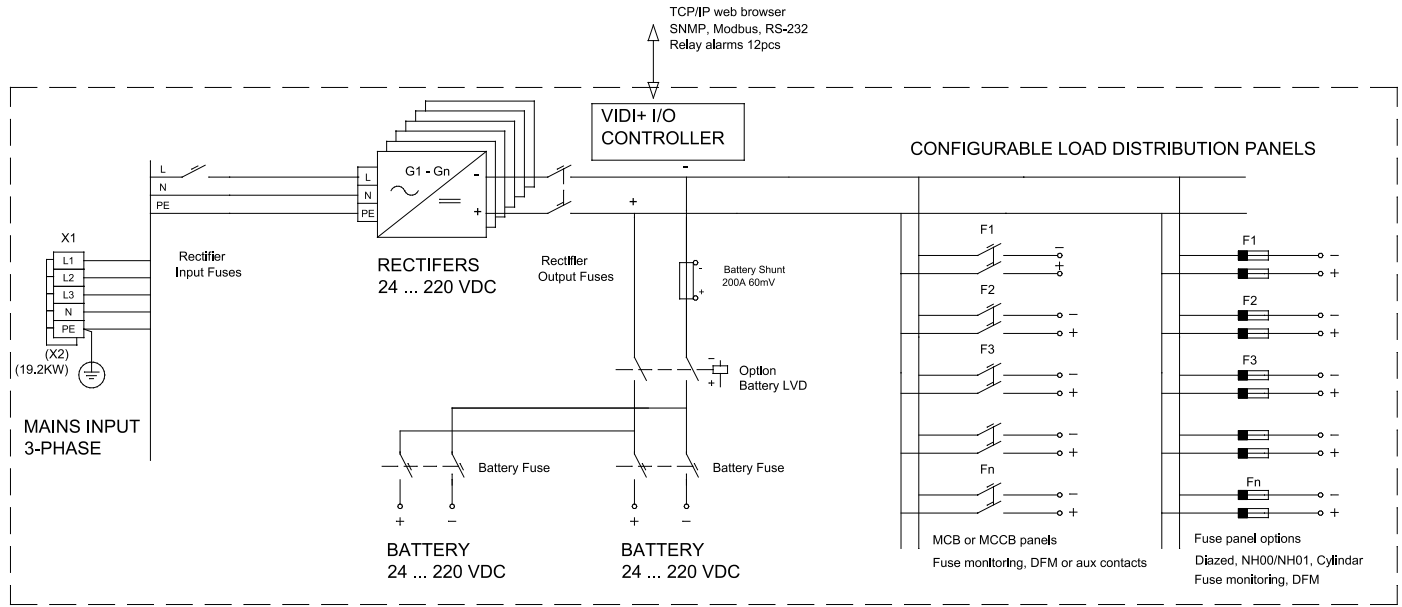 TCP/IP web browser
SNMP, Modbus, RS-232
Relay alarms 12pcs
VIDI+ I/O
CONTROLLER
-
CONFIGURABLE LOAD DISTRIBUTION PANELS
L
N
PE
L
N
PE
G1 - Gn
-
+
+
X1
L1
L2
L3
N
PE
(X2)
(19.2KW)
MAINS INPUT
3-PHASE
Rectifier
Input Fuses
RECTIFERS
24 ... 220 VDC
Rectifier
Output Fuses
-
+
Battery Shunt
200A 60mV
-
+
Option
Battery LVD
Battery Fuse
Battery Fuse
+ -
+ -
BATTERY
24 ... 220 VDC
BATTERY
24 ... 220 VDC
F1
-
+
F2
-
+
F3
-
+
-
+
Fn
-
+
MCB or MCCB panels
Fuse monitoring, DFM or aux contacts
F1
-
+
F2
-
+
F3
-
+
-
+
Fn
-
+
Fuse panel options
Diazed, NH00/NH01, Cylindar
Fuse monitoring, DFM